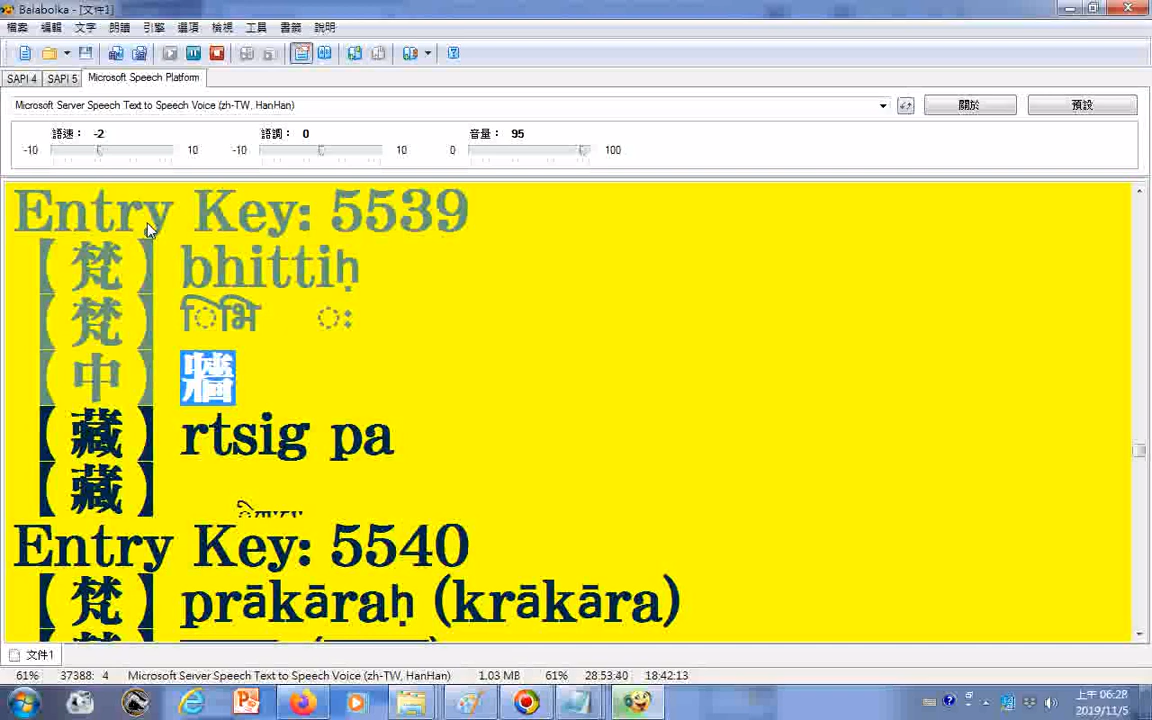 Balabolka - [文件1]
檔案 編輯 文字 朗讀 引擎 選項 檢視 工具 書籤 說明
SAPI 4 SAPI 5 Microsoft Speech Platform
Microsoft Server Speech Text to Speech Voice (zh-TW, HanHan) 關於 預設
語速： -2 語調： 0 音量： 95
-10 10 -10 10 0 100
Entry Key: 5539
【梵】 bhittiḥ
【梵】
【中】 牆
【藏】 rtsig pa
【藏】
Entry Key: 5540
【梵】 prākāraḥ (krākāra)
文件1
61% 37388: 4 Microsoft Server Speech Text to Speech Voice (zh-TW, HanHan) 1.03 MB 61% 28:53:40 18:42:13
上午 06:28
2019/11/5